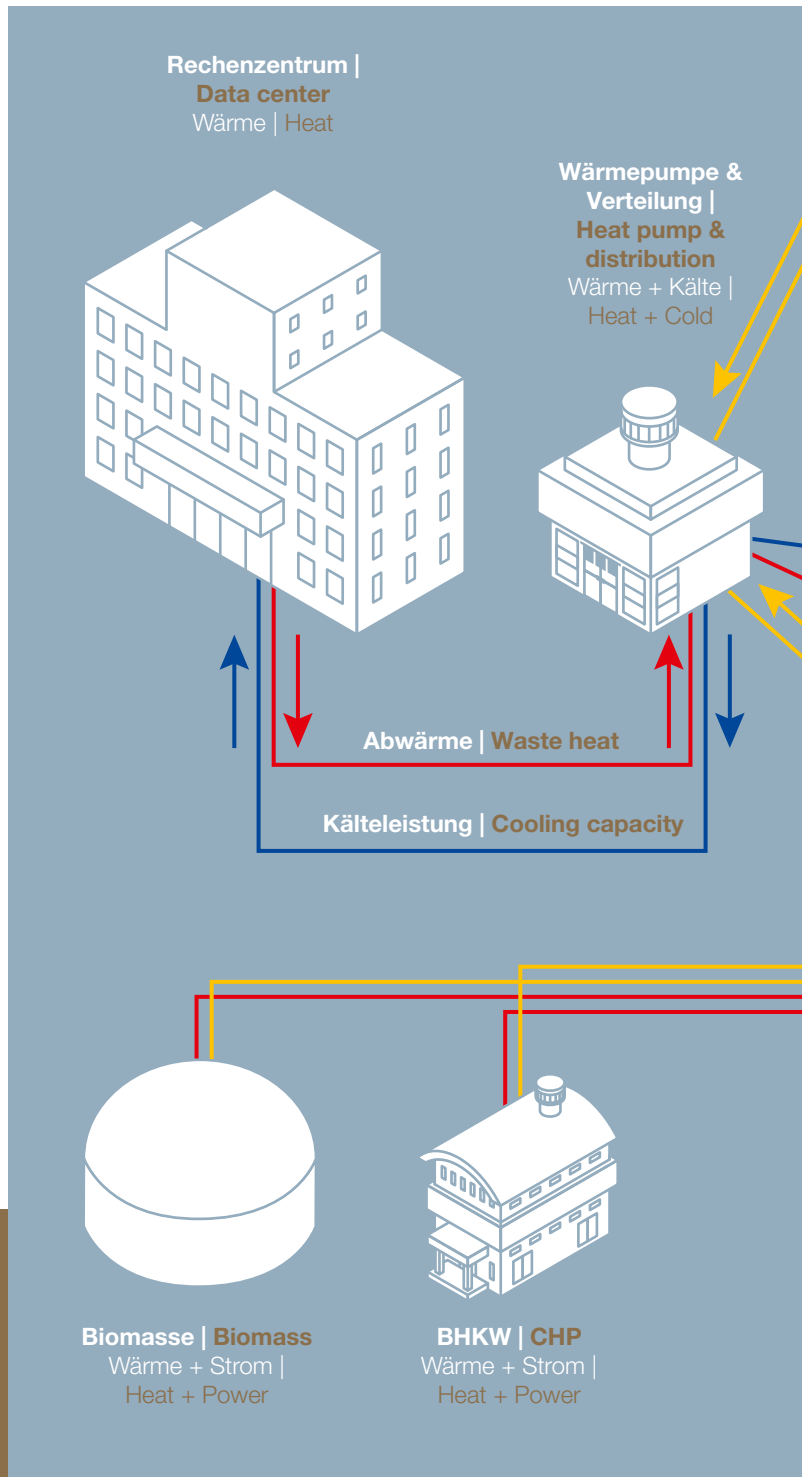 Rechenzentrum |
Data center
Wärme | Heat
Wärmepumpe &
Verteilung |
Heat pump &
distribution
Wärme + Kälte |
Heat + Cold
Abwärme | Waste heat
Kälteleistung | Cooling capacity
Biomasse | Biomass
Wärme + Strom |
Heat + Power
BHKW | CHP
Wärme + Strom |
Heat + Power